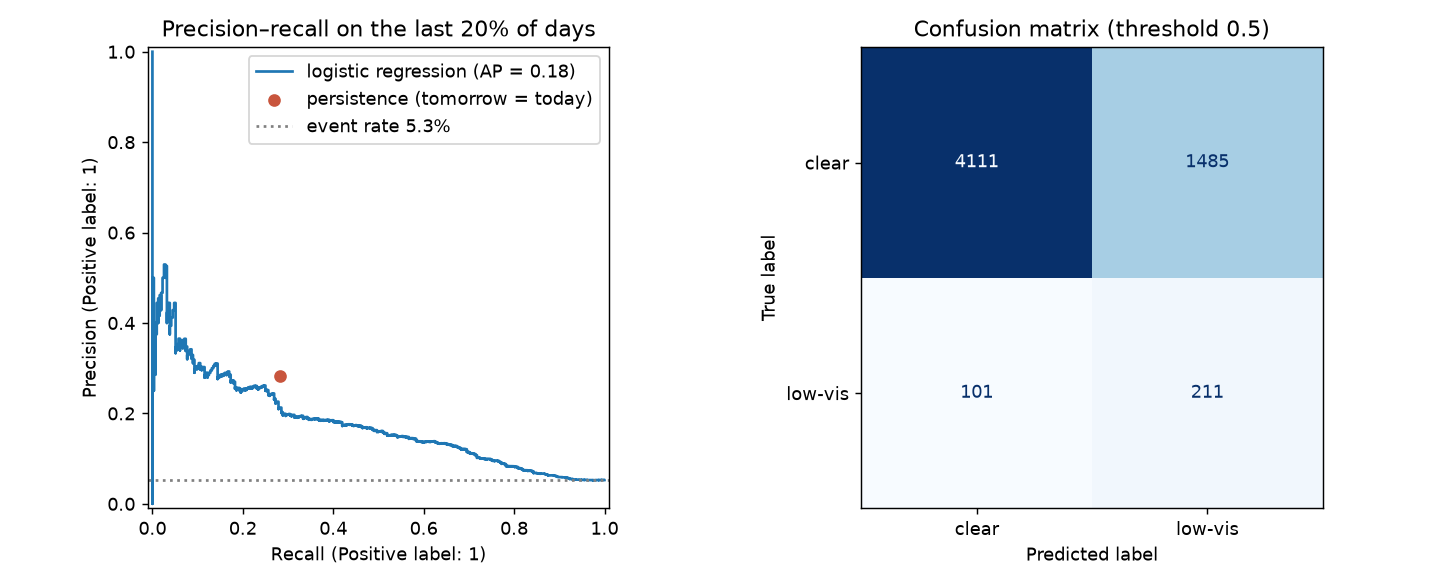 Precision–recall on the last 20% of days
1.0
0.8
0.6
0.4
0.2
0.0
Precision (Positive label: 1)
logistic regression (AP = 0.18)
persistence (tomorrow = today)
event rate 5.3%
0.0 0.2 0.4 0.6 0.8 1.0
Recall (Positive label: 1)
Confusion matrix (threshold 0.5)
True label
clear
low-vis
4111 1485
101 211
clear low-vis
Predicted label